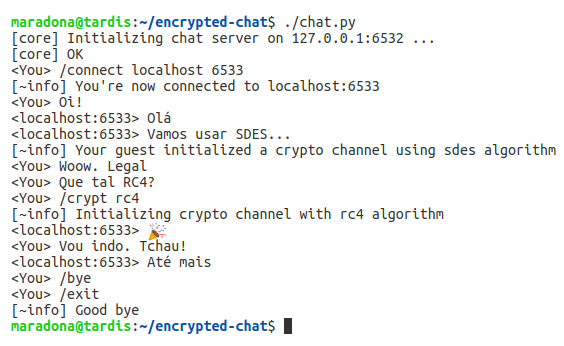 maradona@tardis:~/encrypted-chat$ ./chat.py
[core] Initializing chat server on 127.0.0.1:6532 ...
[core] OK
<You> /connect localhost 6533
[~info] You're now connected to localhost:6533
<You> Oi!
<localhost:6533> Olá
<localhost:6533> Vamos usar SDES...
[~info] Your guest initialized a crypto channel using sdes algorithm
<You> Woow. Legal
<You> Que tal RC4?
<You> /crypt rc4
[~info] Initializing crypto channel with rc4 algorithm
<localhost:6533> 🎉
<You> Vou indo. Tchau!
<localhost:6533> Até mais
<You> /bye
<You> /exit
[~info] Good bye
maradona@tardis:~/encrypted-chat$